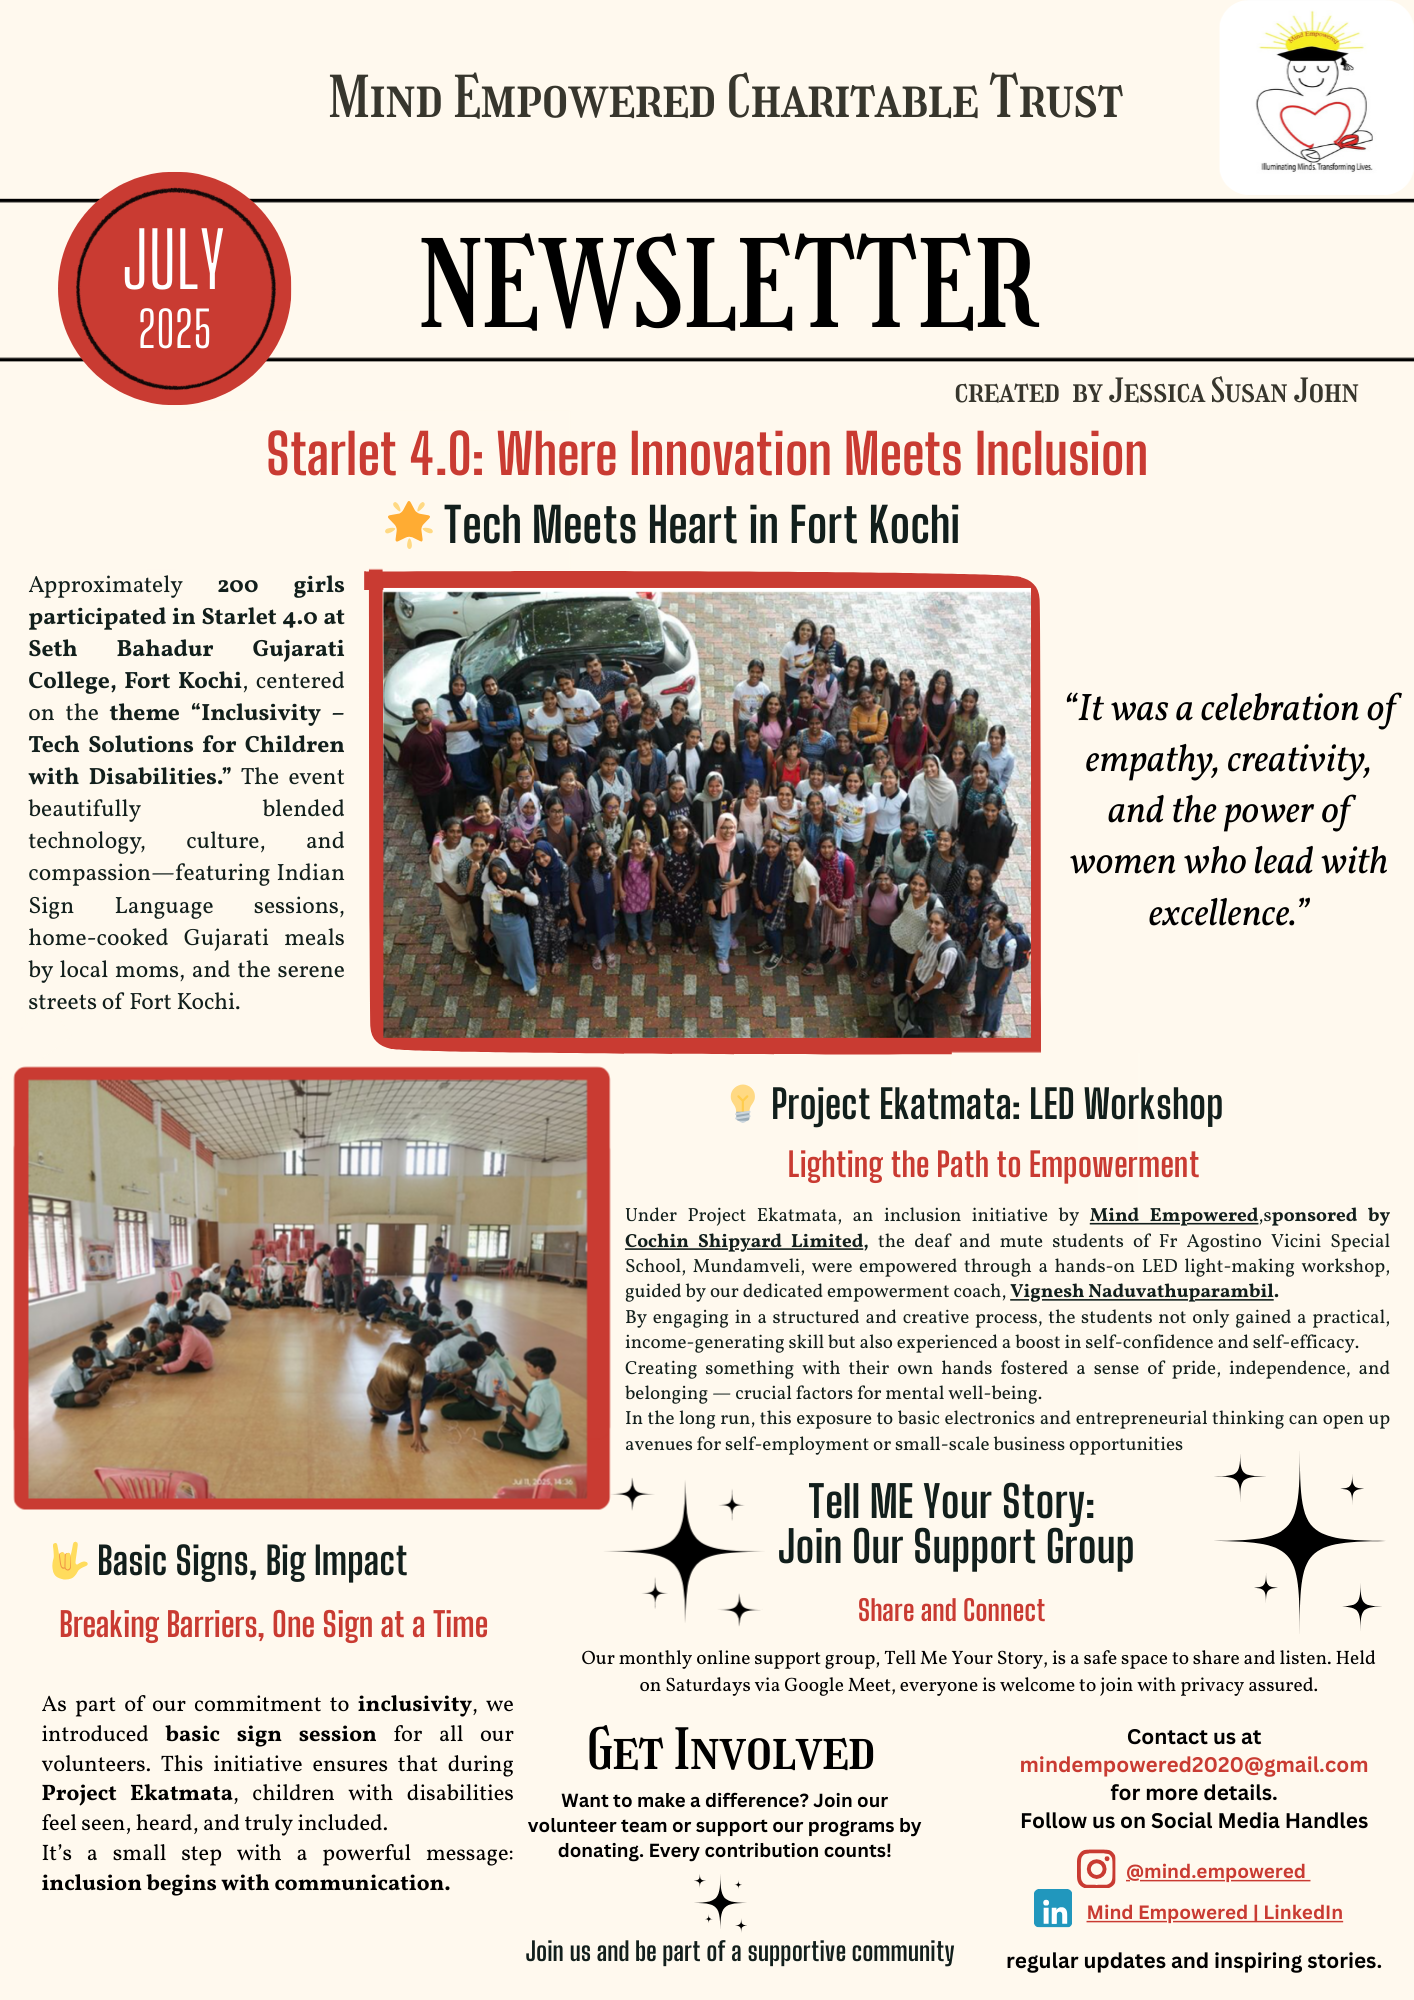 Mind Empowered Charitable Trust
Mind Empowered
Illuminating Minds. Transforming Lives.
JULY
2025
NEWSLETTER
created by Jessica Susan John
Starlet 4.0: Where Innovation Meets Inclusion
🌟 Tech Meets Heart in Fort Kochi
Approximately 200 girls
participated in Starlet 4.0 at
Seth Bahadur Gujarati
College, Fort Kochi, centered
on the theme “Inclusivity –
Tech Solutions for Children
with Disabilities.” The event
beautifully blended
technology, culture, and
compassion—featuring Indian
Sign Language sessions,
home-cooked Gujarati meals
by local moms, and the serene
streets of Fort Kochi.
“It was a celebration of
empathy, creativity,
and the power of
women who lead with
excellence.”
Jul 11, 2025, 14:36
💡 Project Ekatmata: LED Workshop
Lighting the Path to Empowerment
Under Project Ekatmata, an inclusion initiative by Mind Empowered,sponsored by
Cochin Shipyard Limited, the deaf and mute students of Fr Agostino Vicini Special
School, Mundamveli, were empowered through a hands-on LED light-making workshop,
guided by our dedicated empowerment coach, Vignesh Naduvathuparambil.
By engaging in a structured and creative process, the students not only gained a practical,
income-generating skill but also experienced a boost in self-confidence and self-efficacy.
Creating something with their own hands fostered a sense of pride, independence, and
belonging — crucial factors for mental well-being.
In the long run, this exposure to basic electronics and entrepreneurial thinking can open up
avenues for self-employment or small-scale business opportunities
🤟 Basic Signs, Big Impact
Breaking Barriers, One Sign at a Time
As part of our commitment to inclusivity, we
introduced basic sign session for all our
volunteers. This initiative ensures that during
Project Ekatmata, children with disabilities
feel seen, heard, and truly included.
It’s a small step with a powerful message:
inclusion begins with communication.
Tell ME Your Story:
Join Our Support Group
Share and Connect
Our monthly online support group, Tell Me Your Story, is a safe space to share and listen. Held
on Saturdays via Google Meet, everyone is welcome to join with privacy assured.
Get Involved
Want to make a difference? Join our
volunteer team or support our programs by
donating. Every contribution counts!
Join us and be part of a supportive community
Contact us at
mindempowered2020@gmail.com
for more details.
Follow us on Social Media Handles
@mind.empowered
in Mind Empowered | LinkedIn
regular updates and inspiring stories.